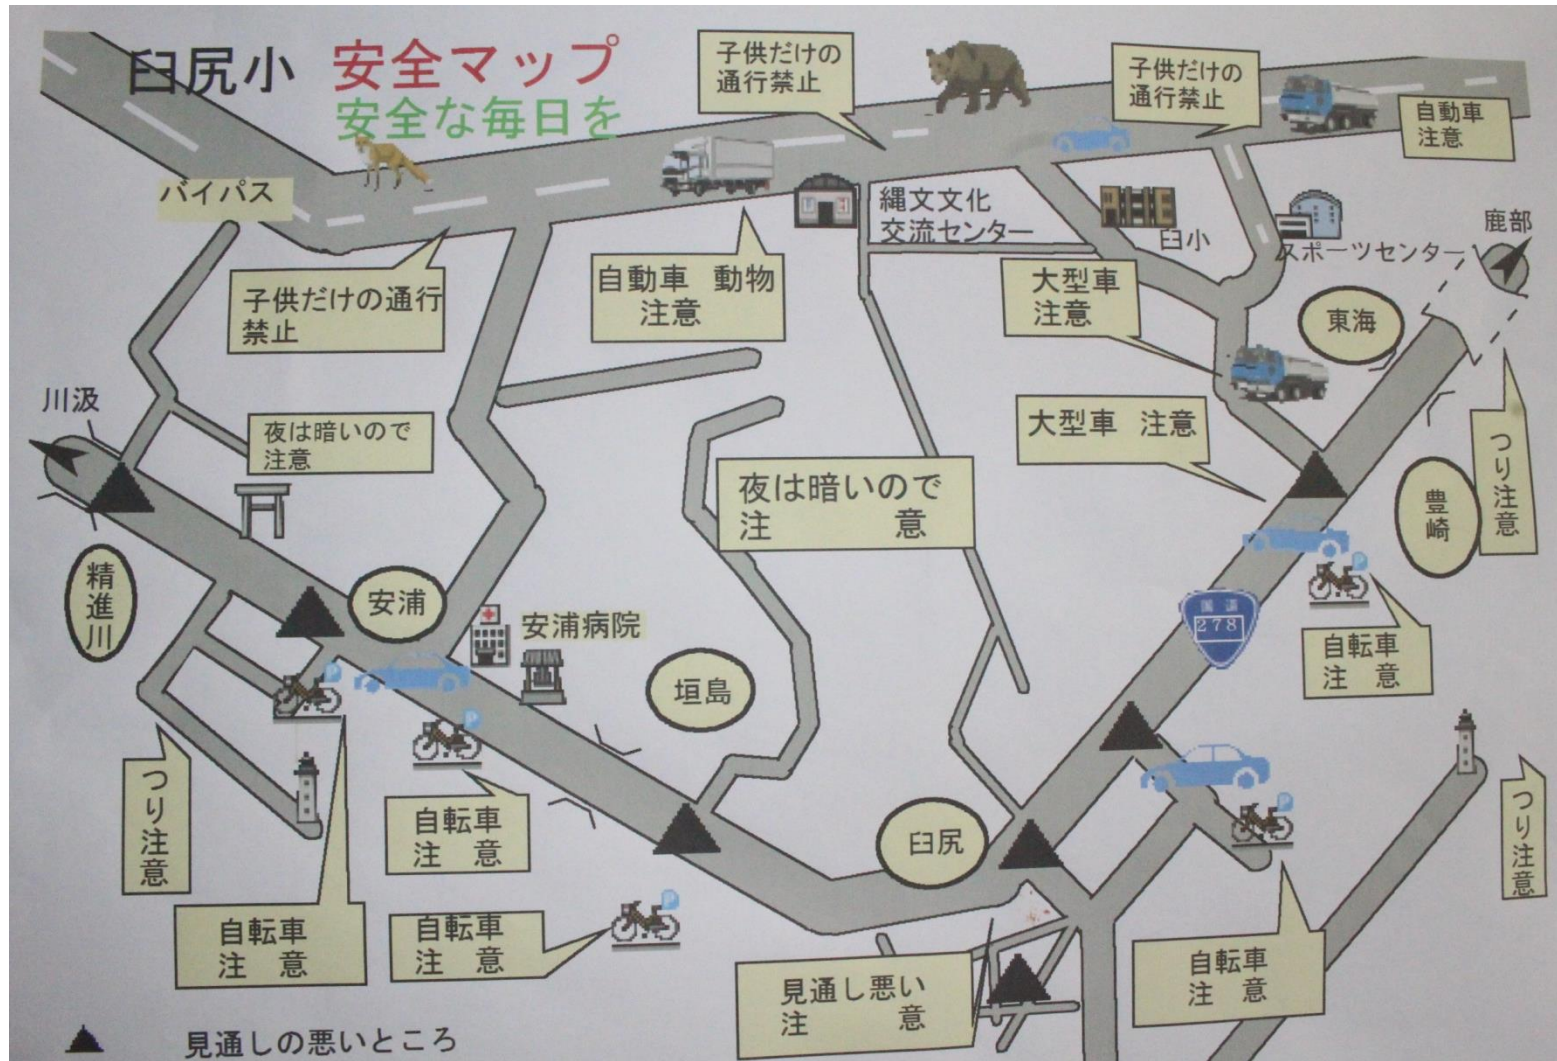 臼尻小 安全マップ
安全な毎日を
子供だけの
通行禁止
子供だけの
通行禁止
自動車
注意
バイパス
縄文文化
交流センター
臼小
スポーツセンター
鹿部
子供だけの通行
禁止
自動車 動物
注意
大型車
注意
東海
川汲
夜は暗いので
注意
大型車 注意
つり注意
夜は暗いので
注 意
豊崎
精進川
安浦
安浦病院
国道
278
自転車
注 意
垣島
つり注意
自転車
注 意
臼尻
つり注意
自転車
注 意
自転車
注 意
見通し悪い
注 意
自転車
注 意
見通しの悪いところ